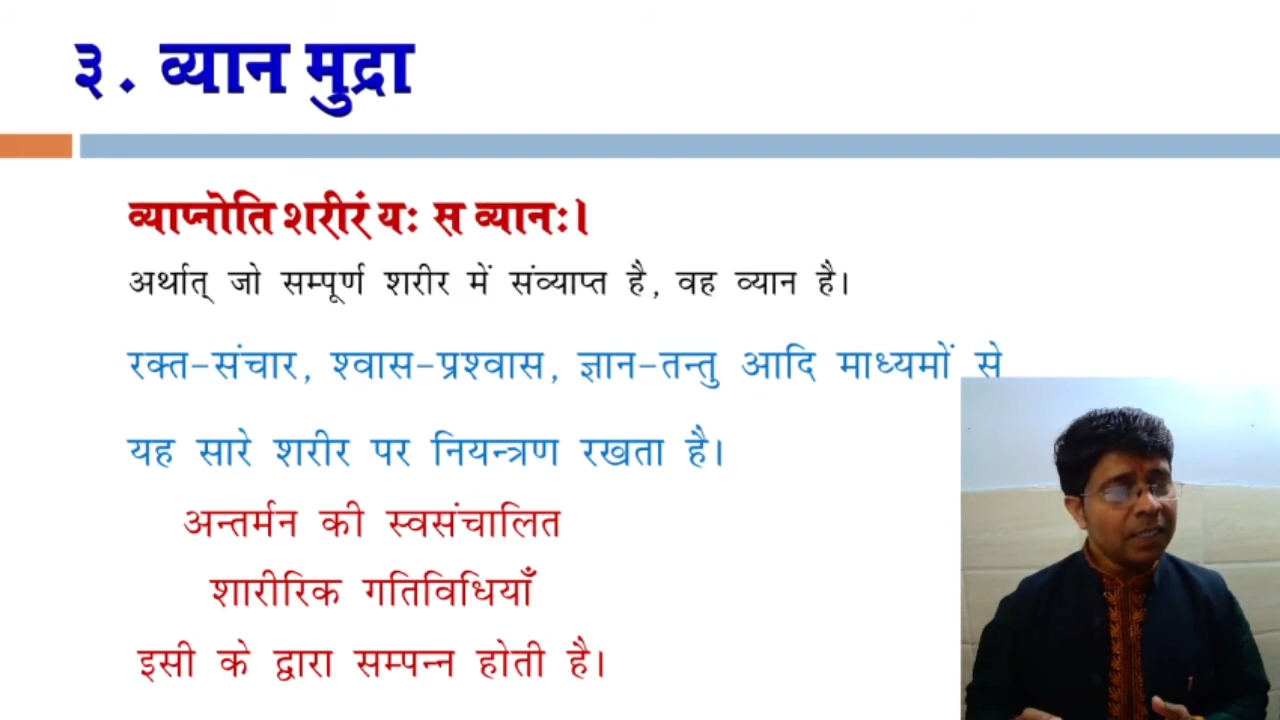 ३. व्यान मुद्रा
व्याप्नोति शरीरं यः स व्यानः।
अर्थात् जो सम्पूर्ण शरीर में संव्याप्त है, वह व्यान है।
रक्त-संचार, श्वास-प्रश्वास, ज्ञान-तन्तु आदि माध्यमों से
यह सारे शरीर पर नियन्त्रण रखता है।
अन्तर्मन की स्वसंचालित
शारीरिक गतिविधियाँ
इसी के द्वारा सम्पन्न होती है।